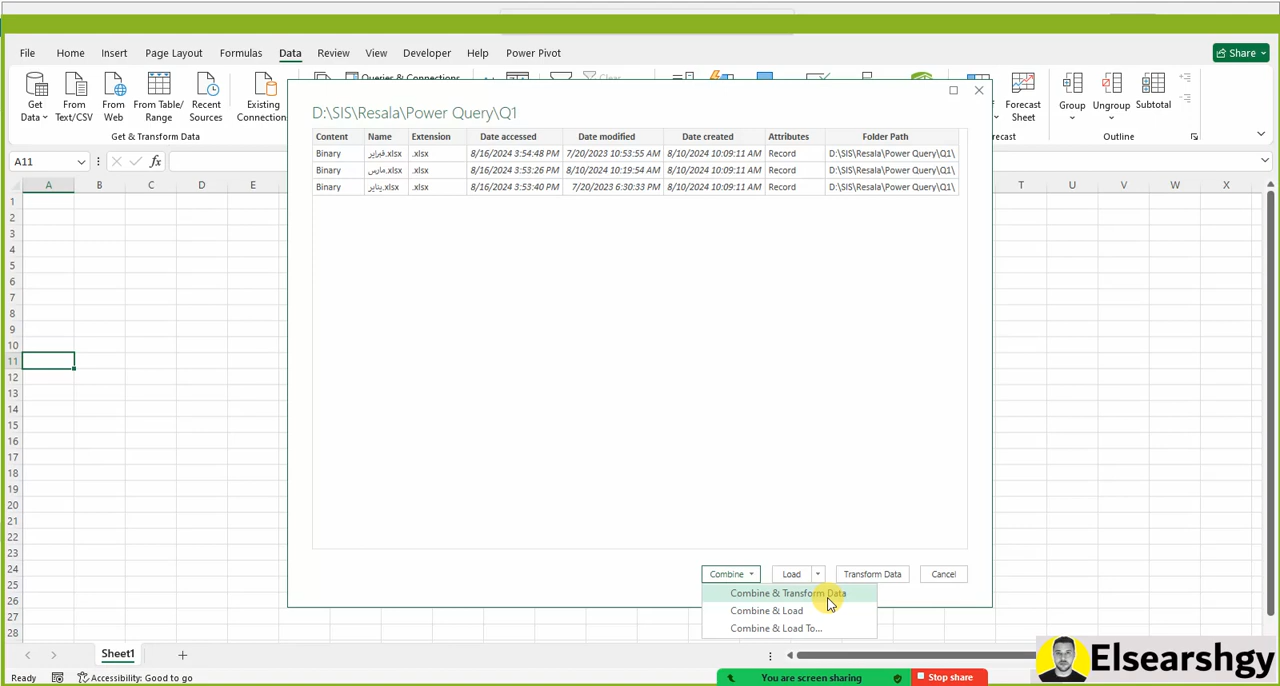 File Home Insert Page Layout Formulas Data Review View Developer Help Power Pivot Share
Queries & Connections Clear
Get Data From Text/CSV From Web From Table/ Range Recent Sources Existing Connections Forecast Sheet Group Ungroup Subtotal
Get & Transform Data Outline
A11 fx
D:\SIS\Resala\Power Query\Q1
Content Name Extension Date accessed Date modified Date created Attributes Folder Path
Binary فبراير.xlsx .xlsx 8/16/2024 3:54:48 PM 7/20/2023 10:53:55 AM 8/10/2024 10:09:11 AM Record D:\SIS\Resala\Power Query\Q1\
Binary مارس.xlsx .xlsx 8/16/2024 3:53:26 PM 8/10/2024 10:19:54 AM 8/10/2024 10:09:11 AM Record D:\SIS\Resala\Power Query\Q1\
Binary يناير.xlsx .xlsx 8/16/2024 3:53:40 PM 7/20/2023 6:30:33 PM 8/10/2024 10:09:11 AM Record D:\SIS\Resala\Power Query\Q1\
A B C D E T U V W X
1
2
3
4
5
6
7
8
9
10
11
12
13
14
15
16
17
18
19
20
21
22
23
24
25
26
27
28
Combine Load Transform Data Cancel
Combine & Transform Data
Combine & Load
Combine & Load To...
Sheet1
Ready Accessibility: Good to go
You are screen sharing Stop share
Elsearshgy